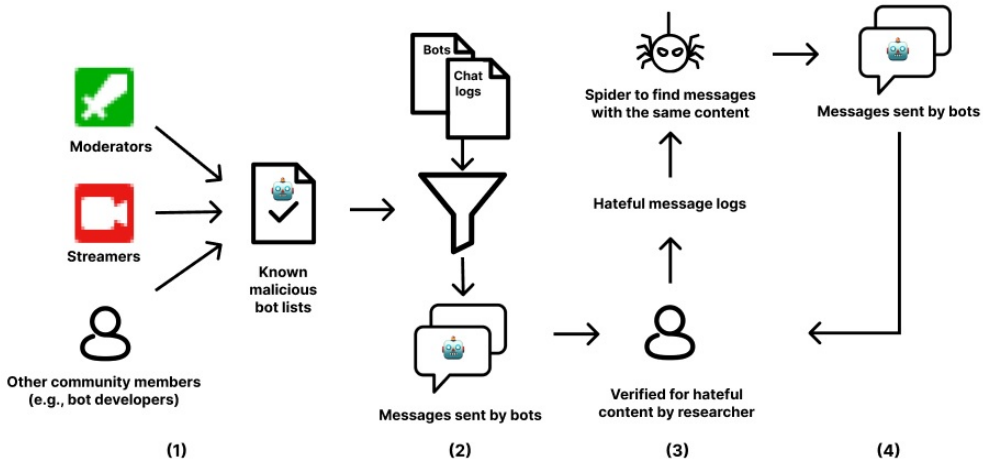 Moderators
Streamers
Other community members
(e.g., bot developers)
Known
malicious
bot lists
(1)
Bots
Chat
logs
Messages sent by bots
(2)
Spider to find messages
with the same content
Hateful message logs
Verified for hateful
content by researcher
(3)
Messages sent by bots
(4)